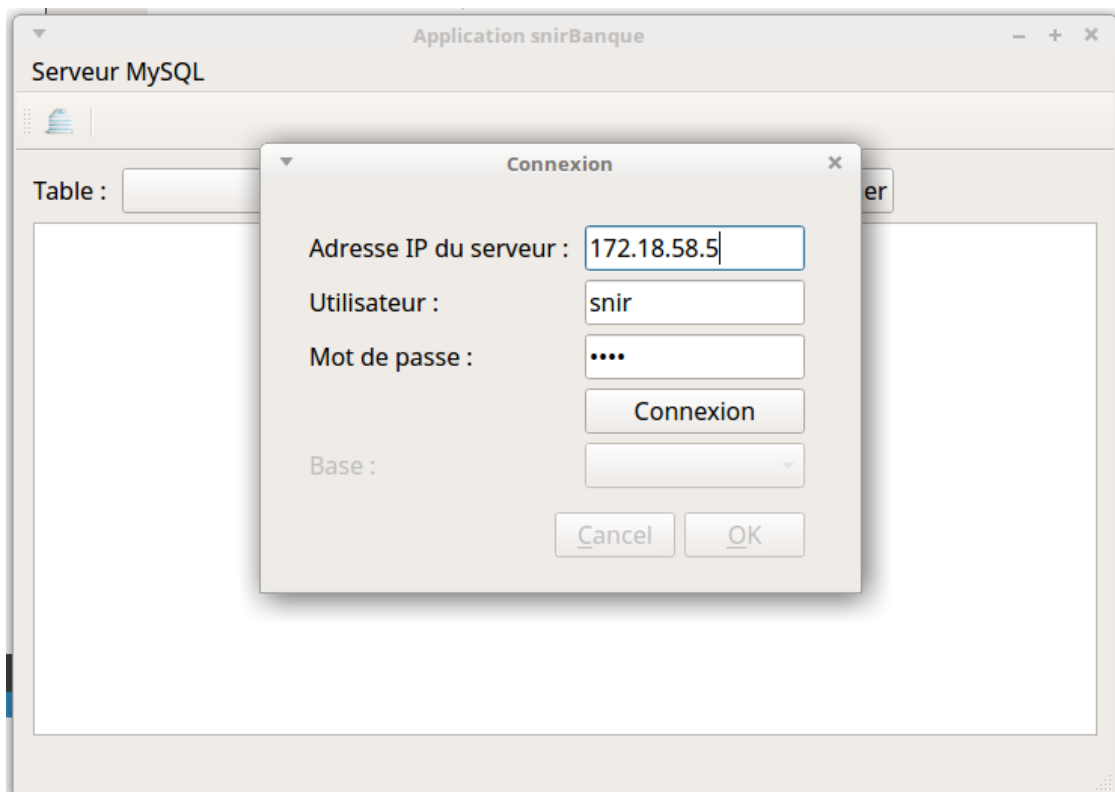 Application snirBanque
Serveur MySQL
Connexion
Table :
er
Adresse IP du serveur : 172.18.58.5
Utilisateur : snir
Mot de passe : ••••
Connexion
Base :
Cancel OK